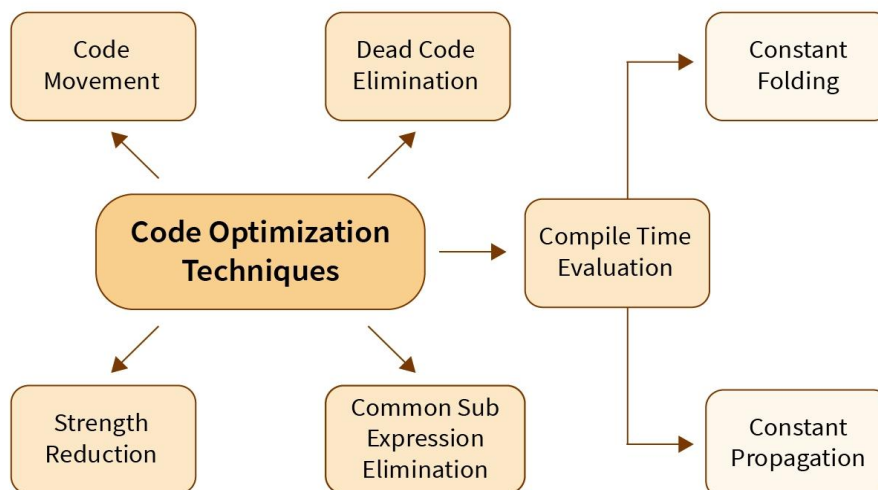 Code
Movement
Dead Code
Elimination
Constant
Folding
Code Optimization
Techniques
Compile Time
Evaluation
Strength
Reduction
Common Sub
Expression
Elimination
Constant
Propagation